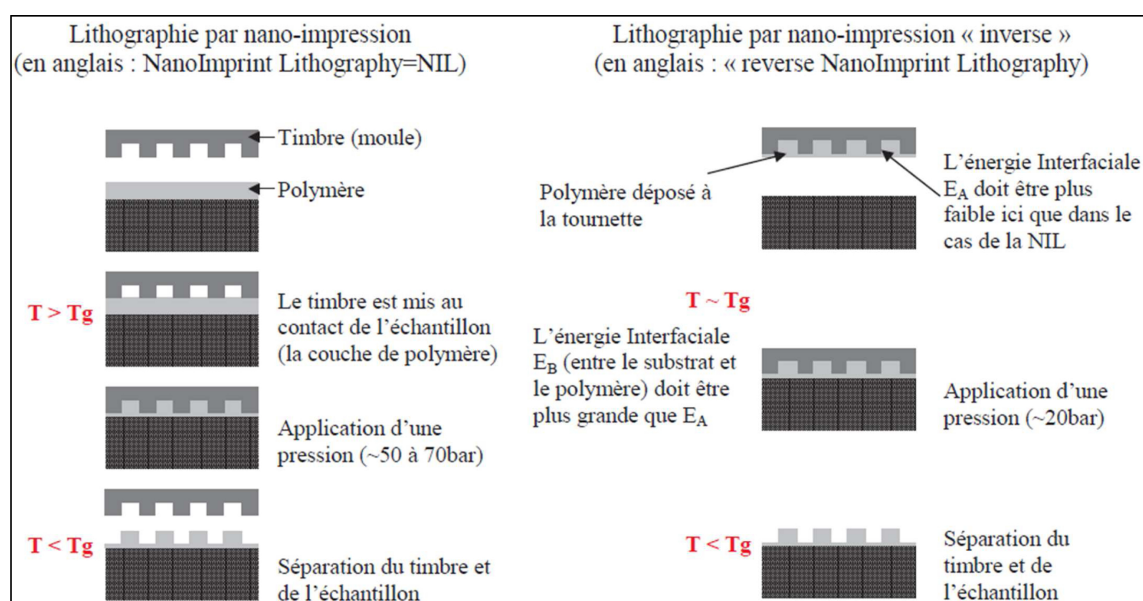 Lithographie par nano-impression
(en anglais : NanoImprint Lithography=NIL)
Timbre (moule)
Polymère
T > Tg
Le timbre est mis au
contact de l'échantillon
(la couche de polymère)
Application d'une
pression (~50 à 70bar)
T < Tg
Séparation du timbre et
de l'échantillon
Lithographie par nano-impression « inverse »
(en anglais : « reverse NanoImprint Lithography)
Polymère déposé à
la tournette
L'énergie Interfaciale
EA doit être plus
faible ici que dans le
cas de la NIL
T ~ Tg
L'énergie Interfaciale
EB (entre le substrat et
le polymère) doit être
plus grande que EA
Application d'une
pression (~20bar)
T < Tg
Séparation du
timbre et de
l'échantillon